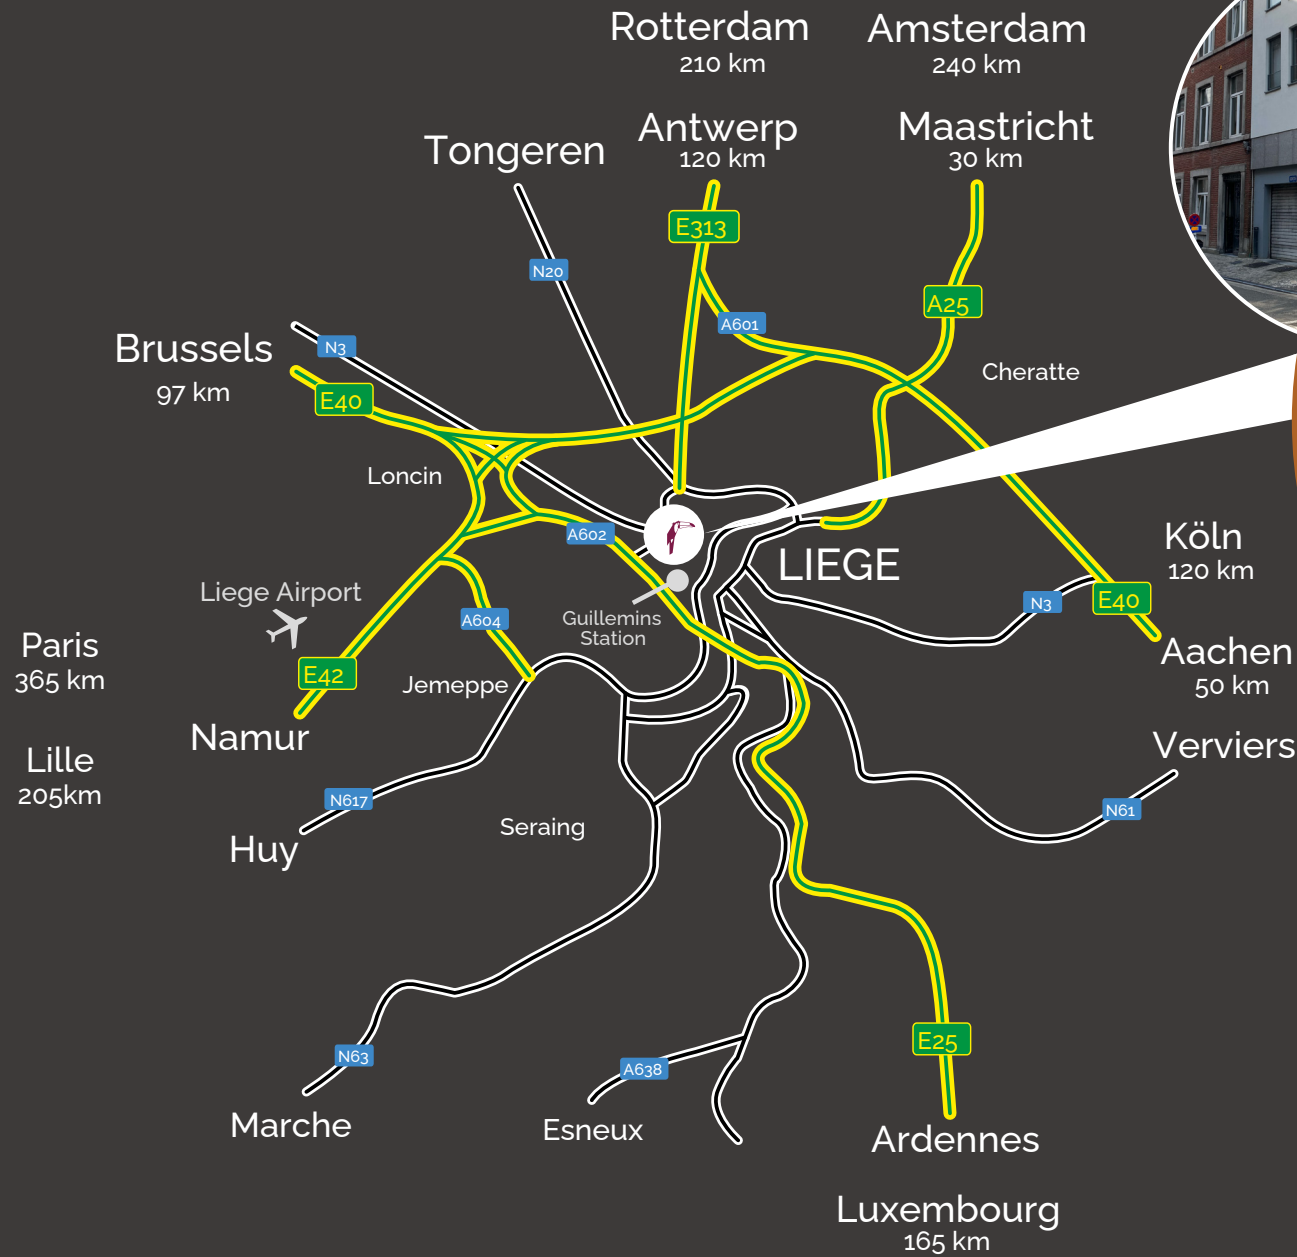 Rotterdam
210 km
Amsterdam
240 km
Antwerp
120 km
Maastricht
30 km
Tongeren
E313
N20
A25
A601
N3
Brussels
97 km
E40
Cheratte
Loncin
A602
LIEGE
Köln
120 km
Liege Airport
Guillemins
Station
A604
N3
E40
Paris
365 km
E42
Jemeppe
Aachen
50 km
Namur
Lille
205km
Verviers
N617
N61
Huy
Seraing
N63
A638
E25
Marche
Esneux
Ardennes
Luxembourg
165 km